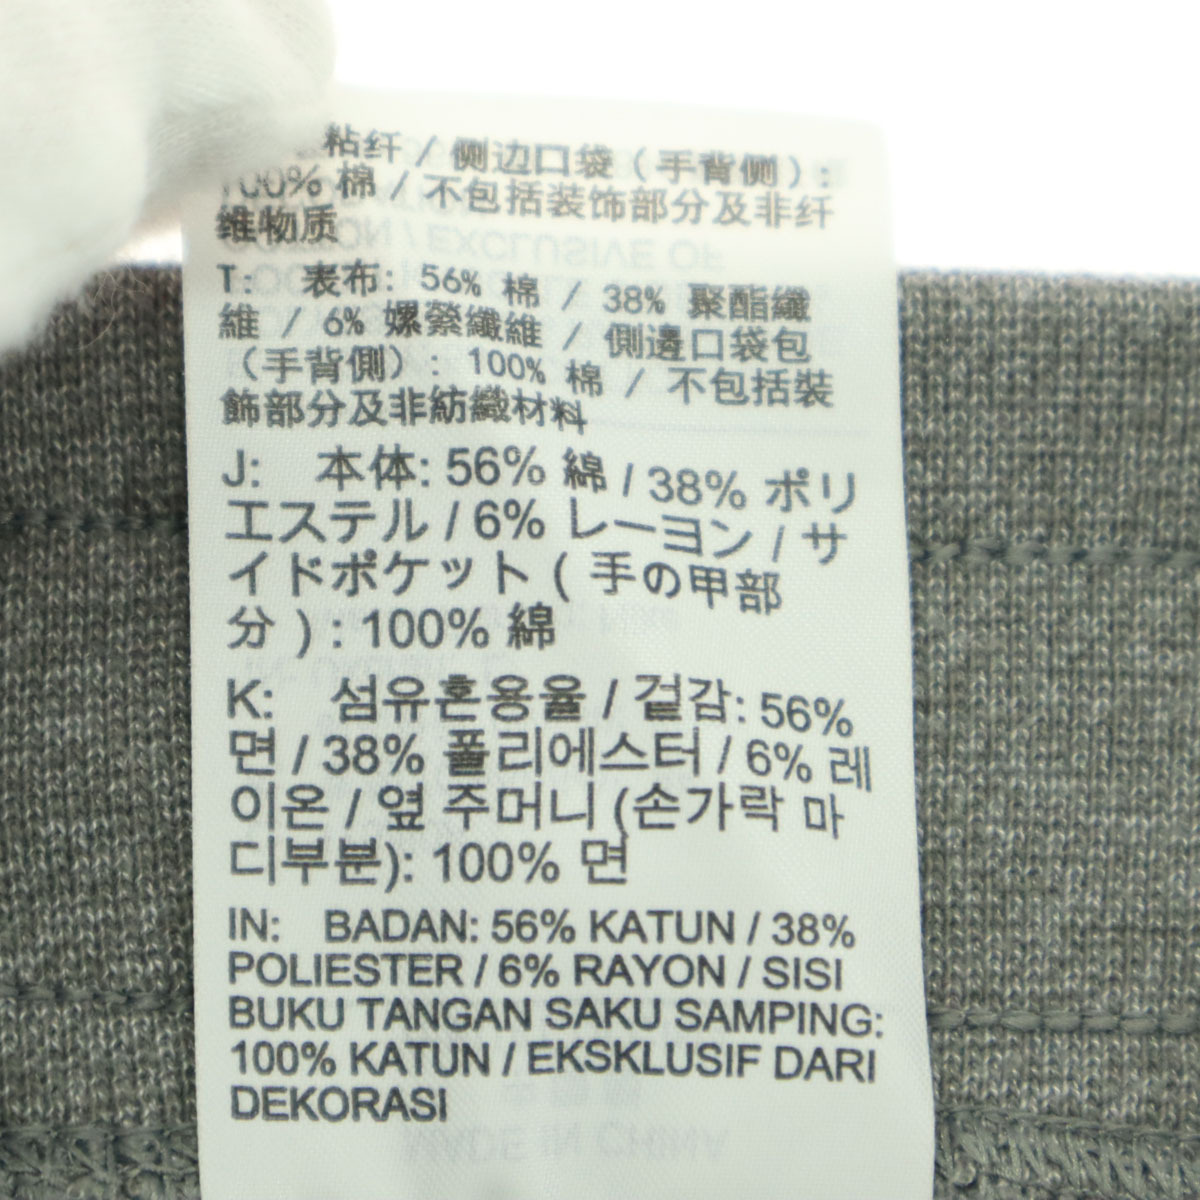 粘纤 / 侧边口袋 ( 手背侧 ) :
100% 棉 / 不包括装饰部分及非纤
维物质
T: 表布: 56% 棉 / 38% 聚酯纖
維 / 6% 嫘縈纖維 / 側邊口袋包
(手背側) : 100% 棉 / 不包括裝
飾部分及非紡織材料
J: 本体: 56% 綿 / 38% ポリ
エステル / 6% レーヨン / サ
イドポケット ( 手の甲部
分 ) : 100% 綿
K: 섬유혼용율 / 겉감: 56%
면 / 38% 폴리에스터 / 6% 레
이온 / 옆 주머니 (손가락 마
디부분): 100% 면
IN: BADAN: 56% KATUN / 38%
POLIESTER / 6% RAYON / SISI
BUKU TANGAN SAKU SAMPING:
100% KATUN / EKSKLUSIF DARI
DEKORASI